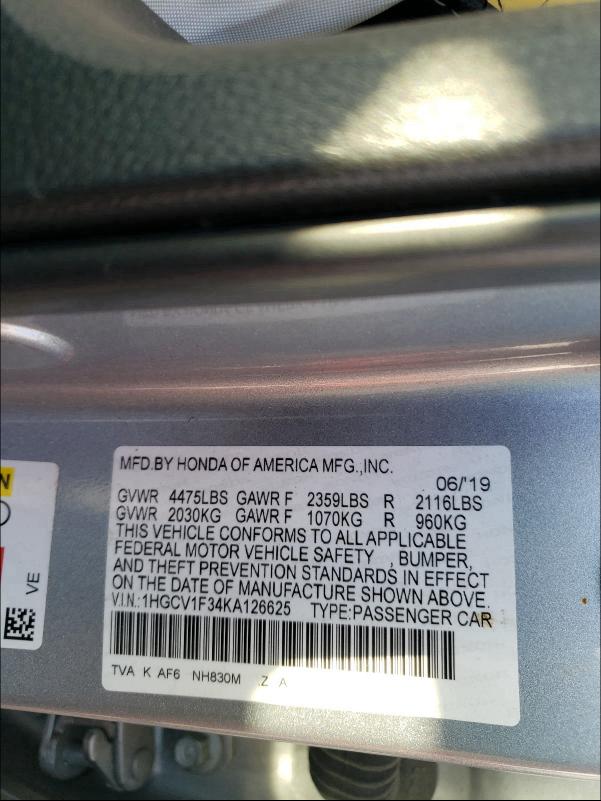 MFD.BY HONDA OF AMERICA MFG.,INC.
06/'19
GVWR 4475LBS GAWR F 2359LBS R 2116LBS
GVWR 2030KG GAWR F 1070KG R 960KG
THIS VEHICLE CONFORMS TO ALL APPLICABLE
FEDERAL MOTOR VEHICLE SAFETY , BUMPER,
AND THEFT PREVENTION STANDARDS IN EFFECT
ON THE DATE OF MANUFACTURE SHOWN ABOVE.
V.I.N.:1HGCV1F34KA126625 TYPE:PASSENGER CAR
TVA K AF6 NH830M Z A
N
VE